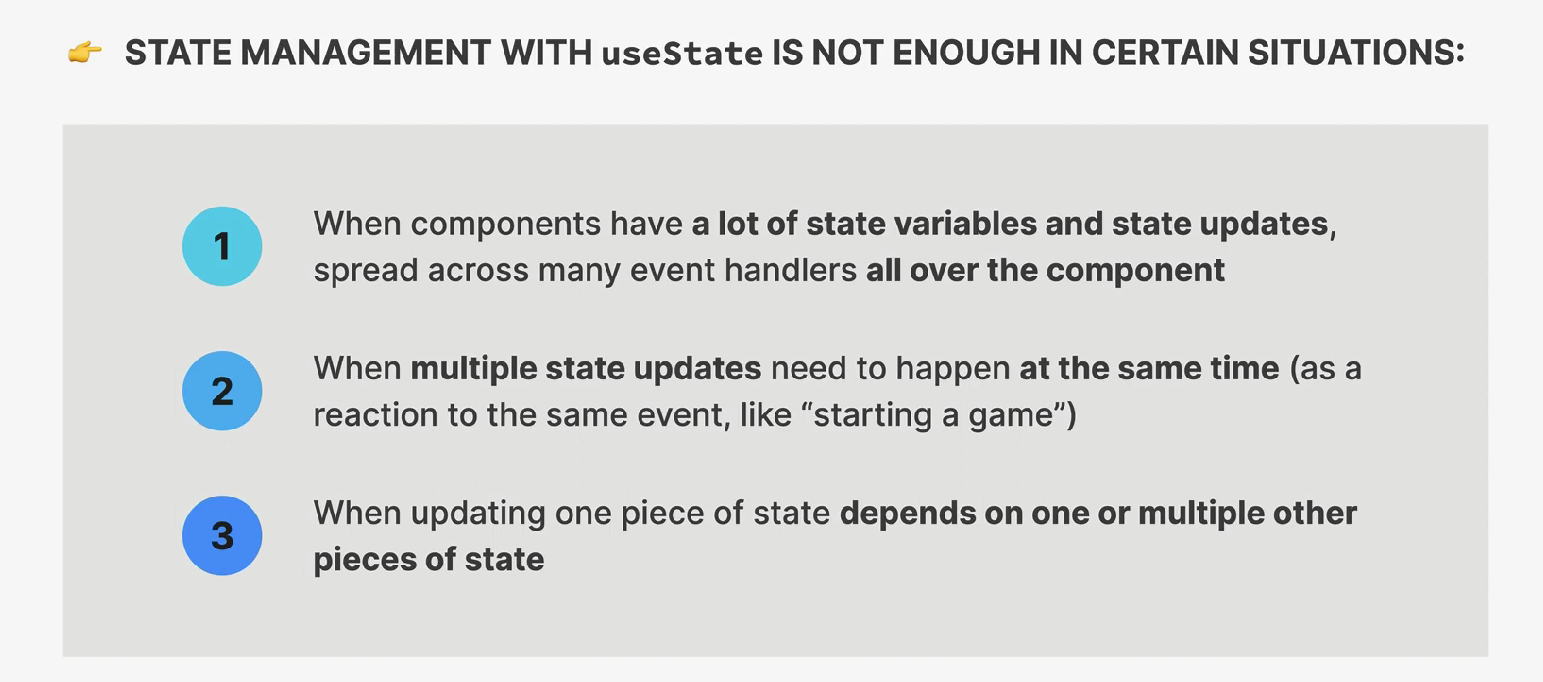 👉 STATE MANAGEMENT WITH useState IS NOT ENOUGH IN CERTAIN SITUATIONS:
1
When components have a lot of state variables and state updates,
spread across many event handlers all over the component
2
When multiple state updates need to happen at the same time (as a
reaction to the same event, like “starting a game”)
3
When updating one piece of state depends on one or multiple other
pieces of state